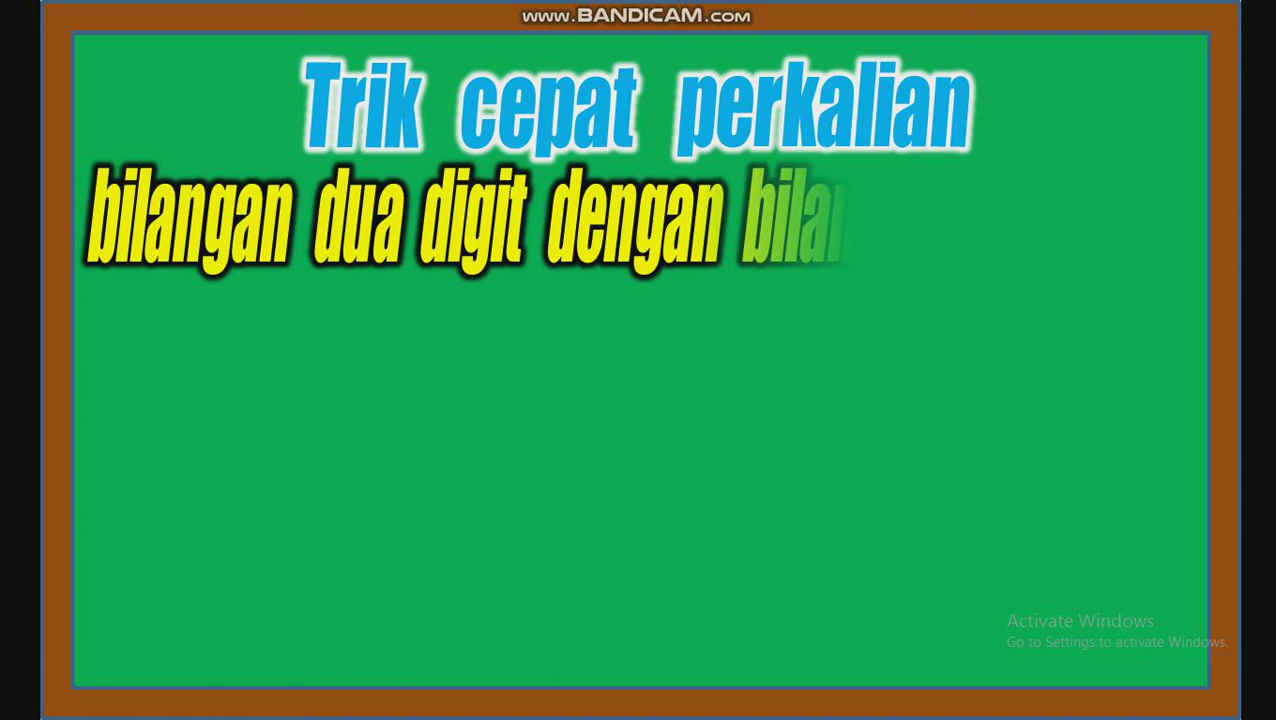 www.BANDICAM.com
Trik cepat perkalian
bilangan dua digit dengan
Activate Windows
Go to Settings to activate Windows.